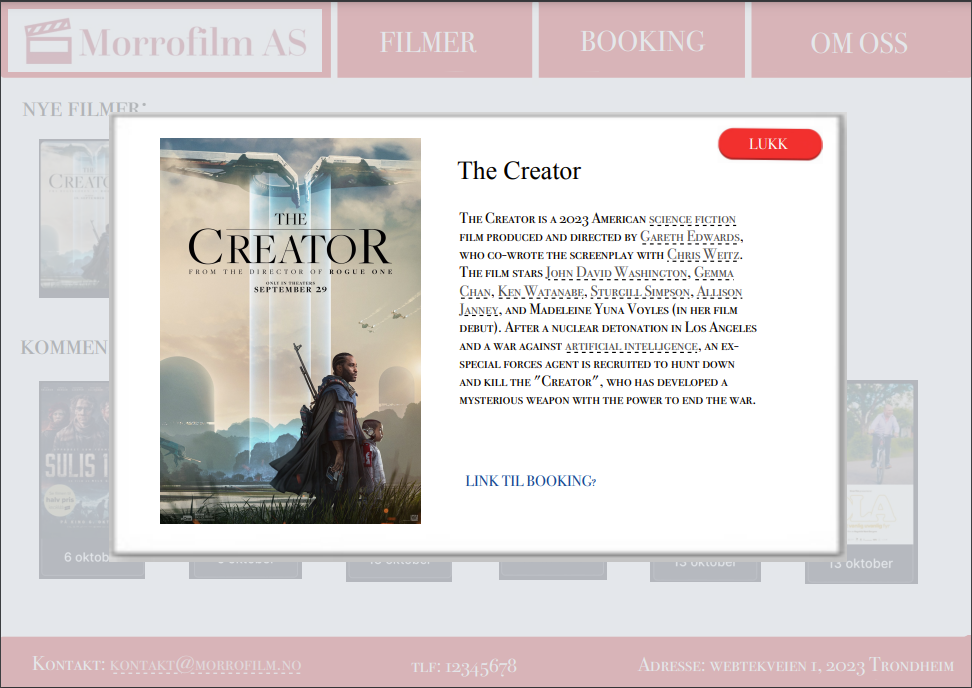 Morrofilm AS
FILMER
BOOKING
OM OSS
NYE FILMER:
LUKK
The Creator
THE
CREATOR
FROM THE DIRECTOR OF ROGUE ONE
ONLY IN THEATERS
SEPTEMBER 29
The Creator is a 2023 American science fiction
film produced and directed by Gareth Edwards,
who co-wrote the screenplay with Chris Weitz.
The film stars John David Washington, Gemma
Chan, Ken Watanabe, Sturgill Simpson, Allison
Janney, and Madeleine Yuna Voyles (in her film
debut). After a nuclear detonation in Los Angeles
and a war against artificial intelligence, an ex-
special forces agent is recruited to hunt down
and kill the "Creator", who has developed a
mysterious weapon with the power to end the war.
LINK TIL BOOKING?
CREATO
KOMMEN
SULIS
6 oktob
13 oktober
13 oktober
Kontakt: kontakt@morrofilm.no
tlf: 12345678
Adresse: webtekveien 1, 2023 Trondheim